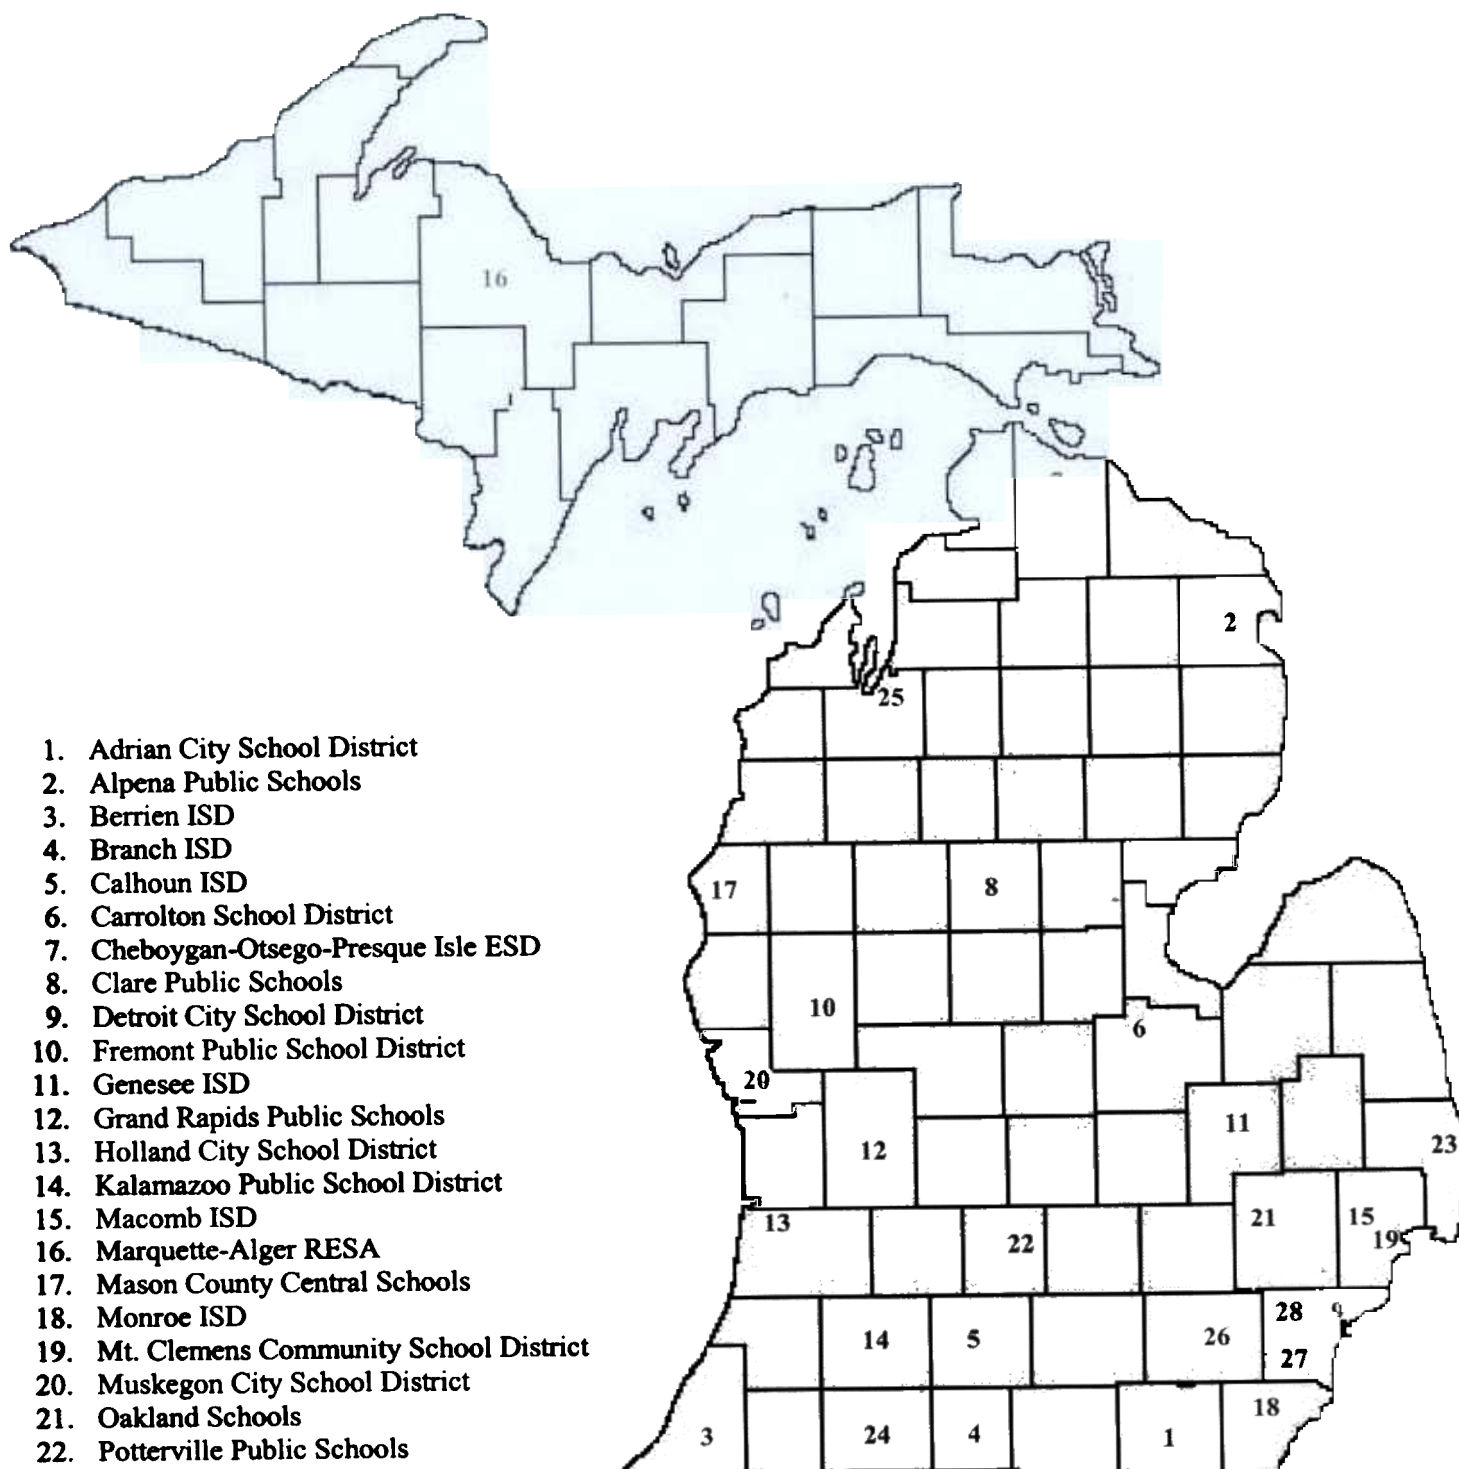 16
2
25
17
8
10
6
20
12
11
23
13
22
21
15
19
14
5
26
28
9
27
3
24
4
1
18
1. Adrian City School District
2. Alpena Public Schools
3. Berrien ISD
4. Branch ISD
5. Calhoun ISD
6. Carrolton School District
7. Cheboygan-Otsego-Presque Isle ESD
8. Clare Public Schools
9. Detroit City School District
10. Fremont Public School District
11. Genesee ISD
12. Grand Rapids Public Schools
13. Holland City School District
14. Kalamazoo Public School District
15. Macomb ISD
16. Marquette-Alger RESA
17. Mason County Central Schools
18. Monroe ISD
19. Mt. Clemens Community School District
20. Muskegon City School District
21. Oakland Schools
22. Potterville Public Schools